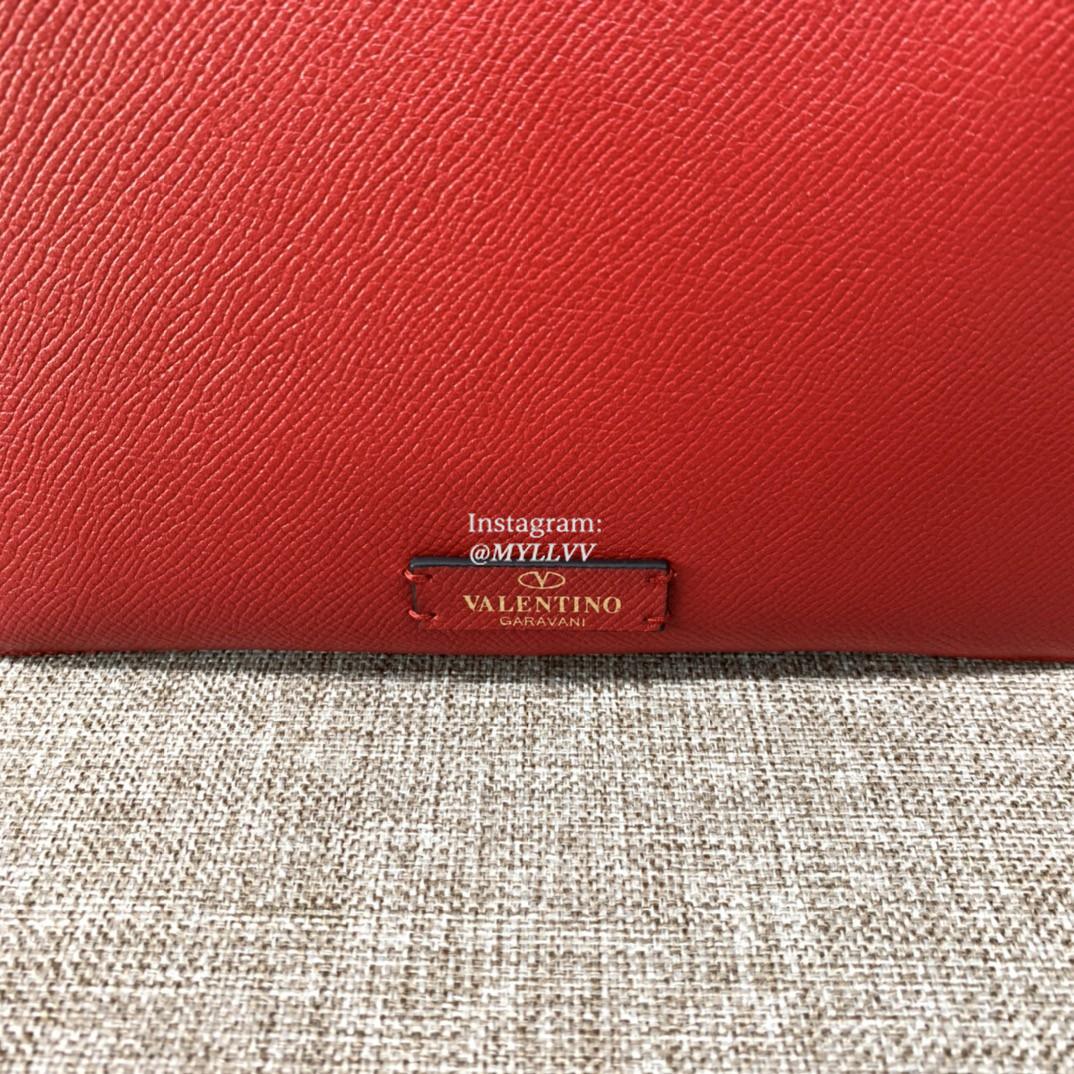 Instagram:
@MYLLVV
V
VALENTINO
GARAVANI